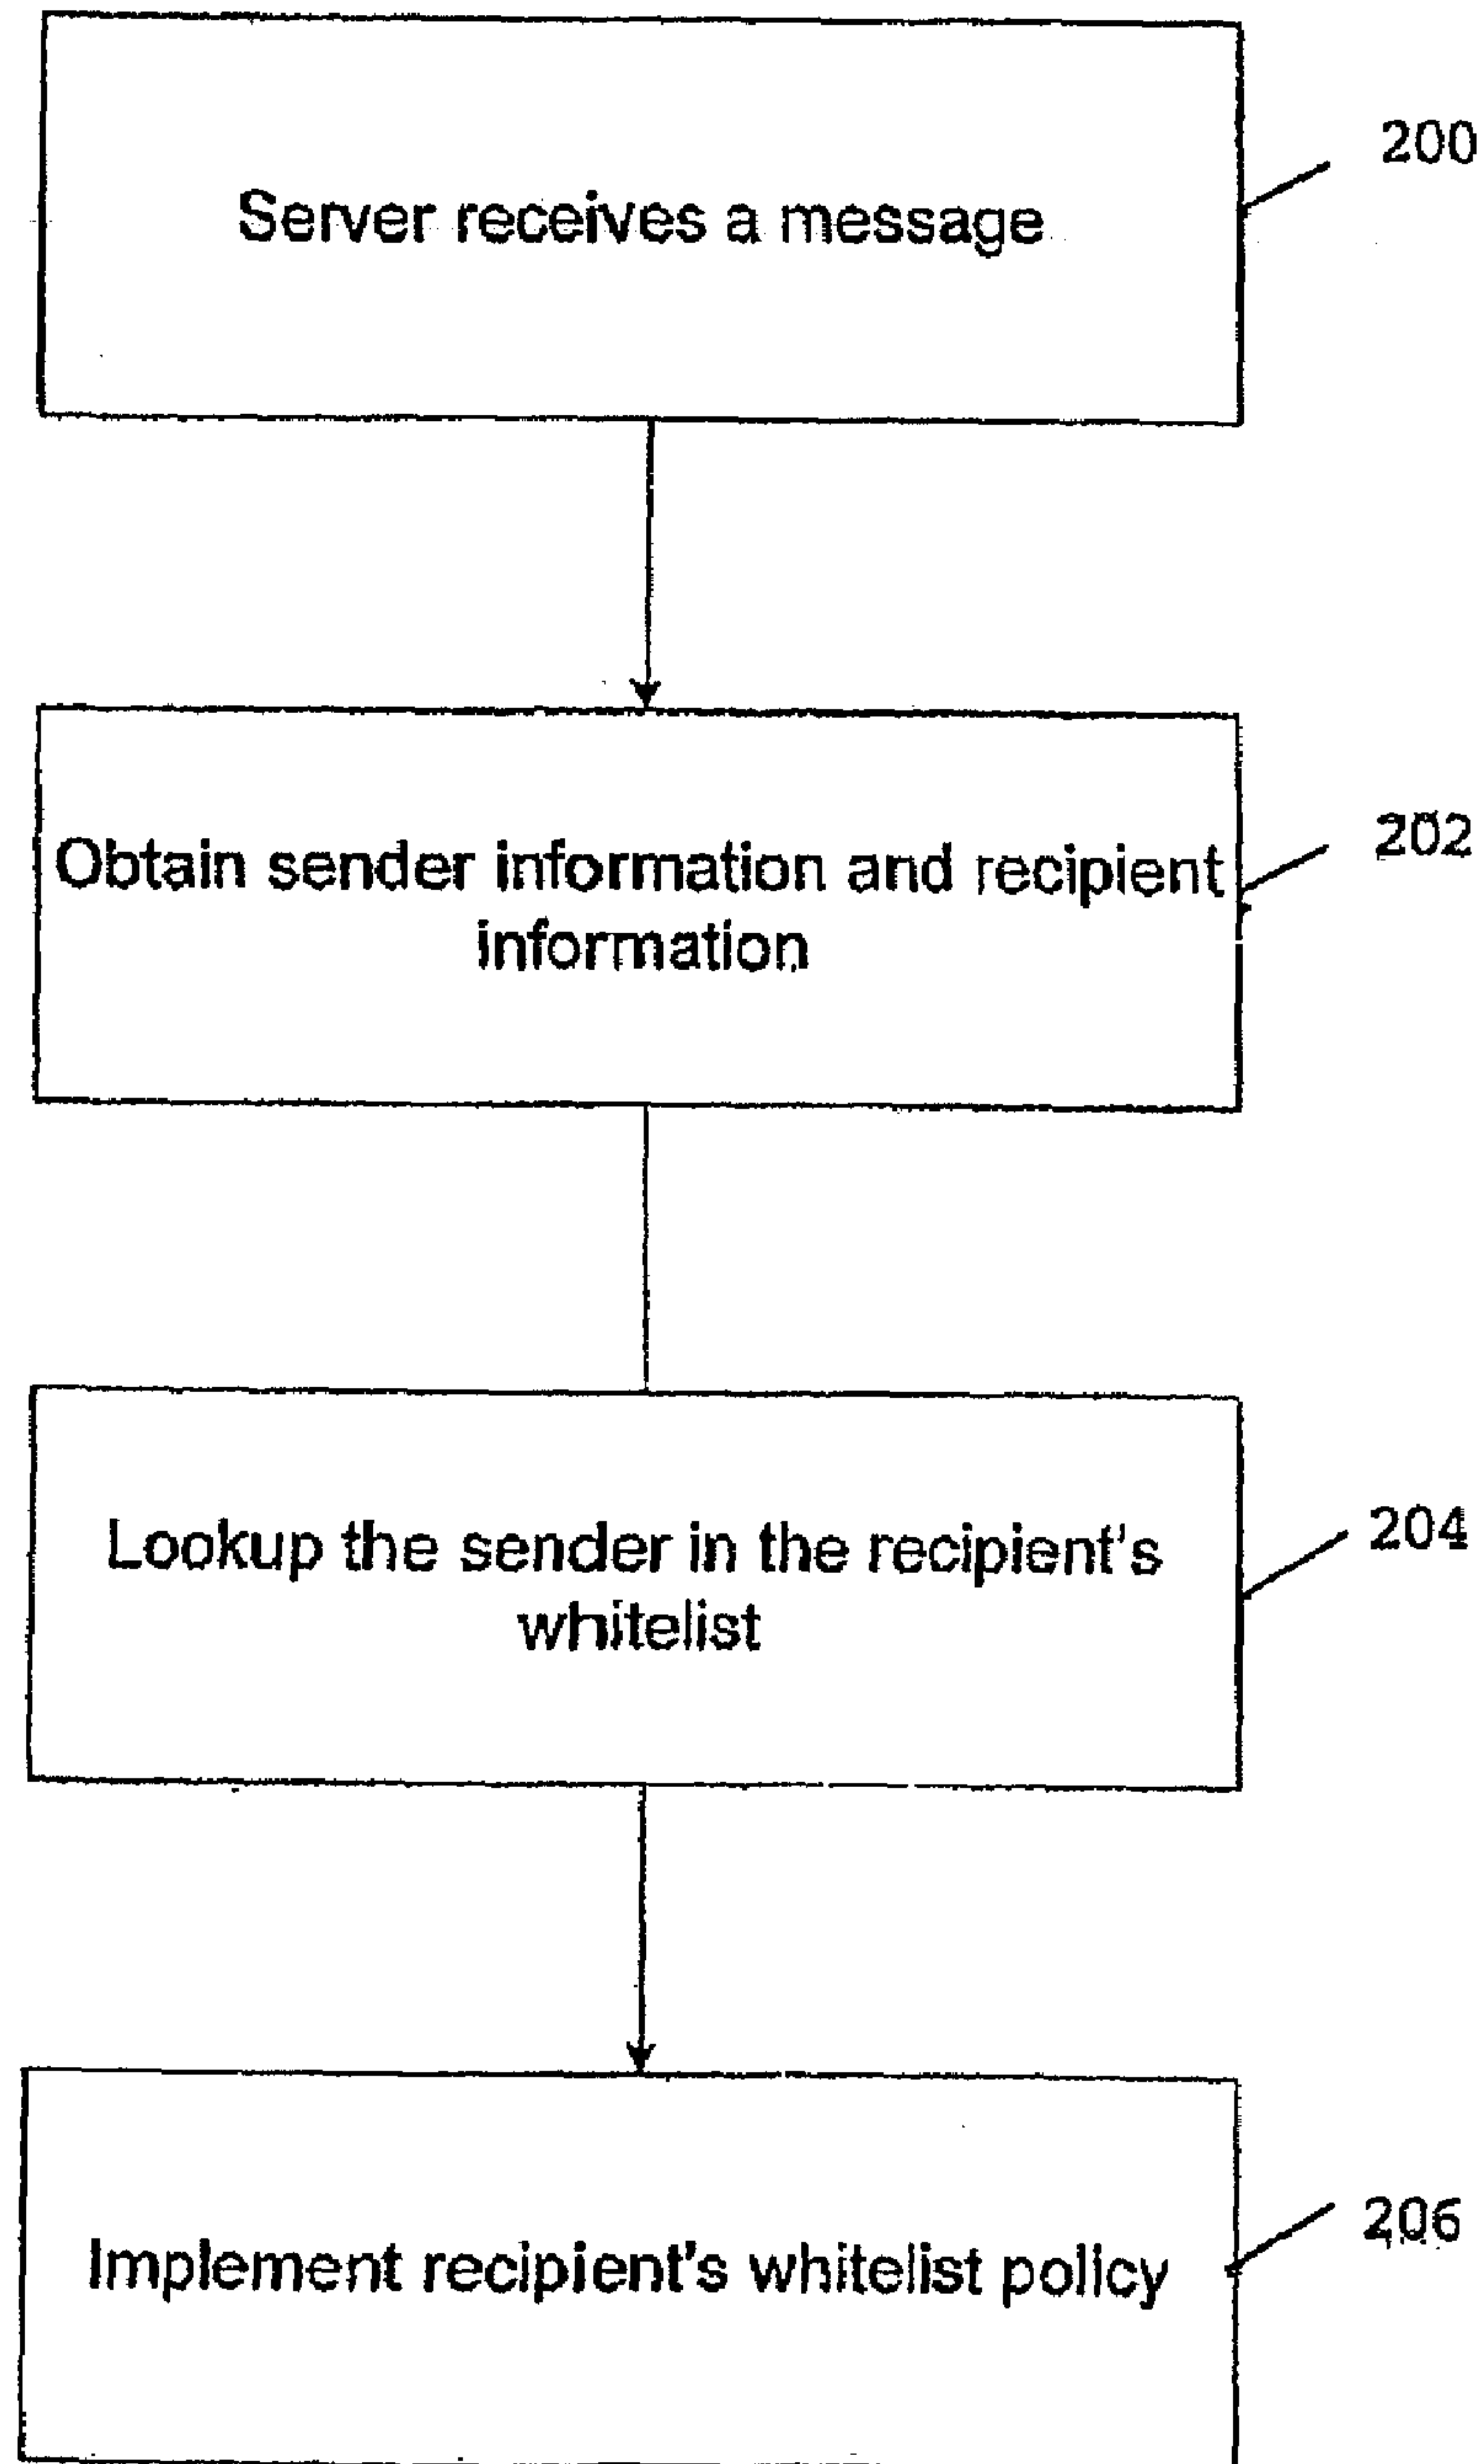 Server receives a message
200
Obtain sender information and recipient
information
202
Lookup the sender in the recipient's
whitelist
204
Implement recipient's whitelist policy
206